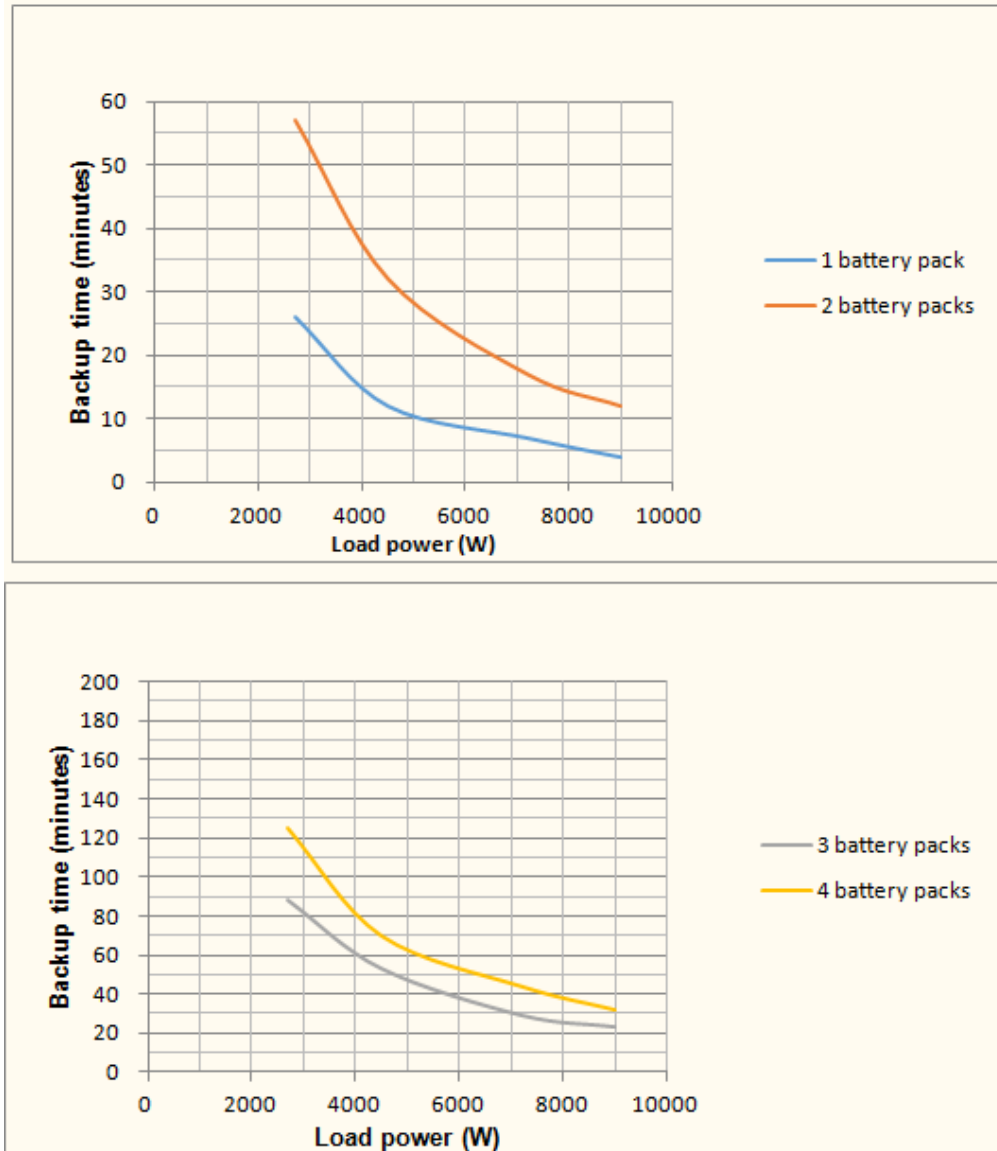 60
50
40
30
20
10
0
Backup time (minutes)
0 2000 4000 6000 8000 10000
Load power (W)
1 battery pack
2 battery packs
200
180
160
140
120
100
80
60
40
20
0
Backup time (minutes)
0 2000 4000 6000 8000 10000
Load power (W)
3 battery packs
4 battery packs